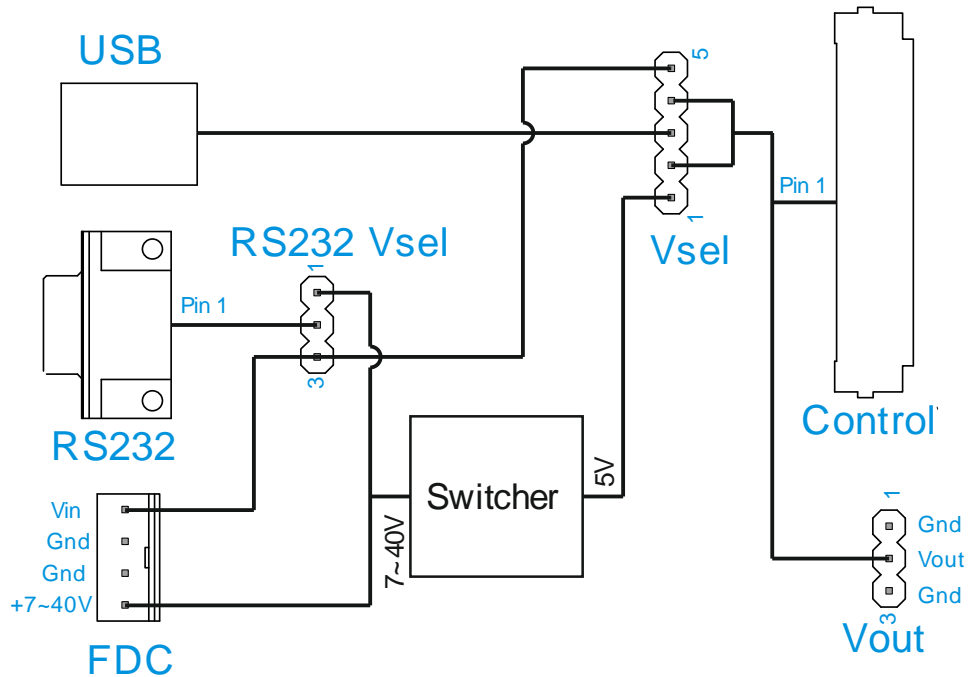 USB
5
Pin 1
1
Vsel
RS232 Vsel
1
Pin 1
3
RS232
Control
Switcher
5V
7~40V
Vin
Gnd
Gnd
+7~40V
FDC
1
Gnd
Vout
Gnd
3
Vout